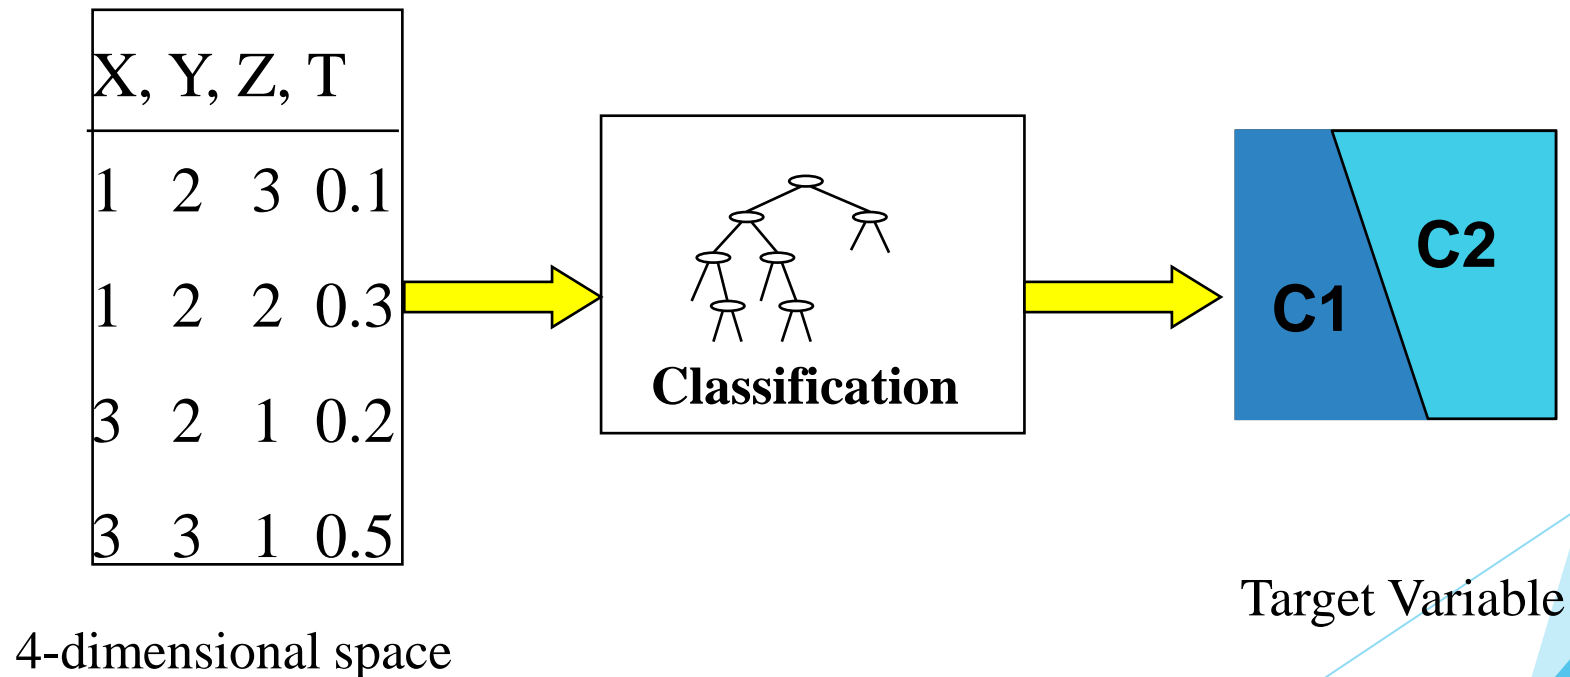 X, Y, Z, T
1 2 3 0.1
1 2 2 0.3
3 2 1 0.2
3 3 1 0.5
4-dimensional space
Classification
C1
C2
Target Variable